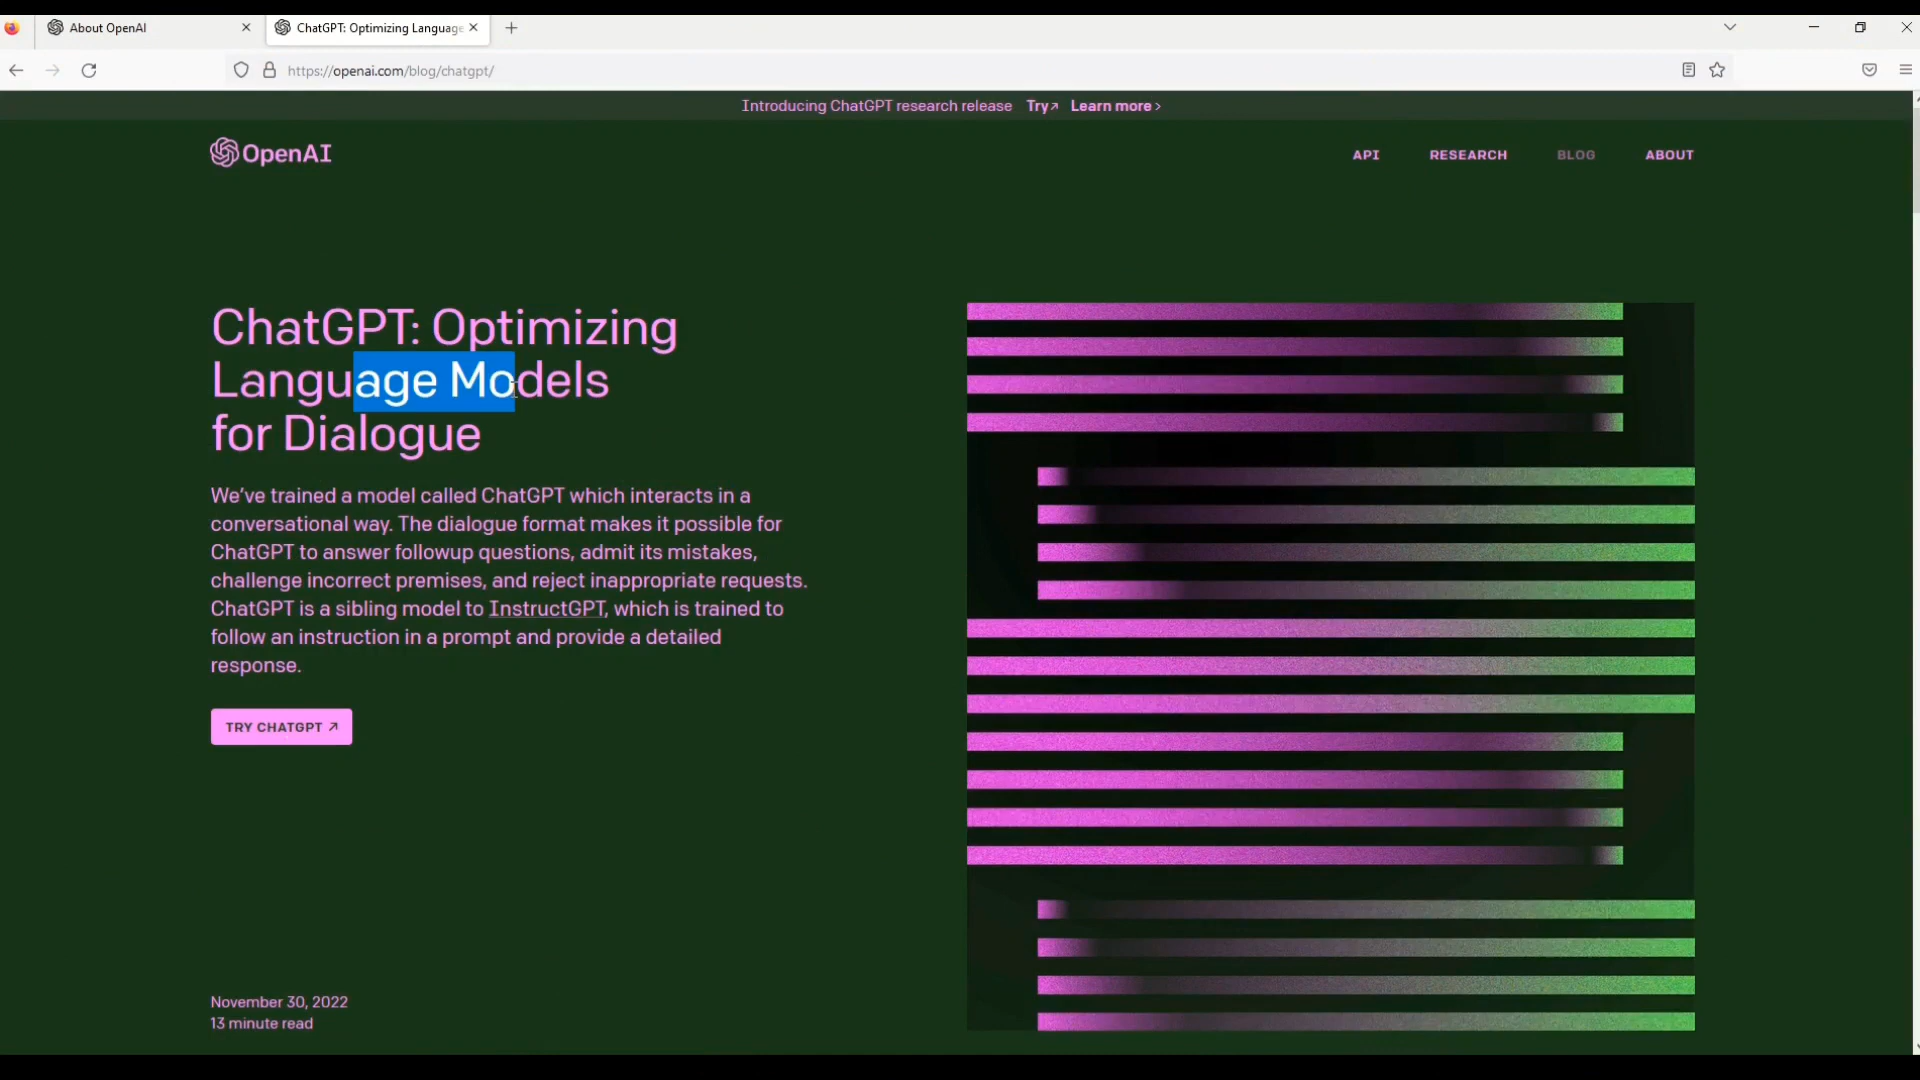 About OpenAI
ChatGPT: Optimizing Language
https://openai.com/blog/chatgpt/
Introducing ChatGPT research release Try↗ Learn more ›
OpenAI
API RESEARCH BLOG ABOUT
ChatGPT: Optimizing
Language Models
for Dialogue
We’ve trained a model called ChatGPT which interacts in a
conversational way. The dialogue format makes it possible for
ChatGPT to answer followup questions, admit its mistakes,
challenge incorrect premises, and reject inappropriate requests.
ChatGPT is a sibling model to InstructGPT, which is trained to
follow an instruction in a prompt and provide a detailed
response.
TRY CHATGPT ↗
November 30, 2022
13 minute read